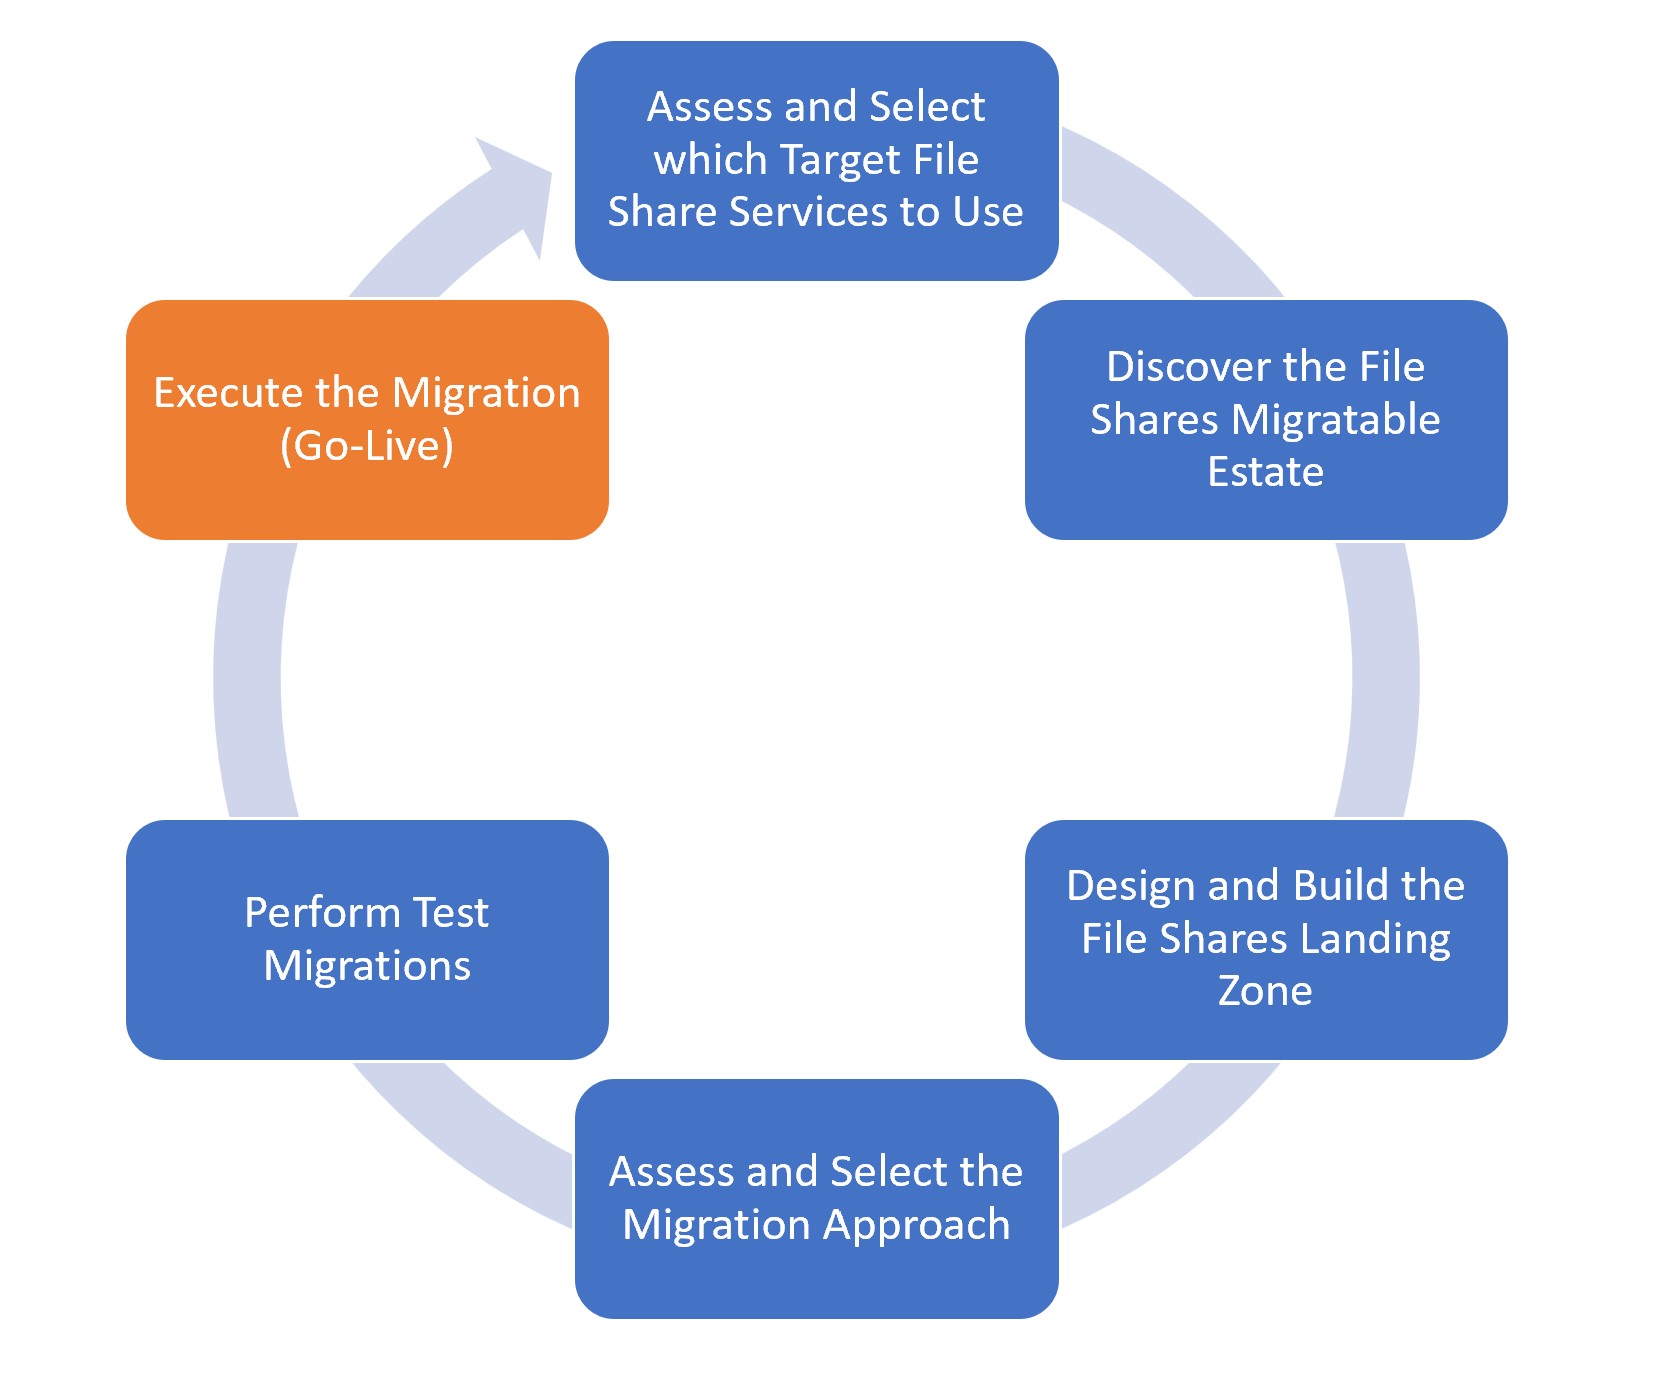 Assess and Select
which Target File
Share Services to Use
Discover the File
Shares Migratable
Estate
Design and Build the
File Shares Landing
Zone
Assess and Select the
Migration Approach
Perform Test
Migrations
Execute the Migration
(Go-Live)